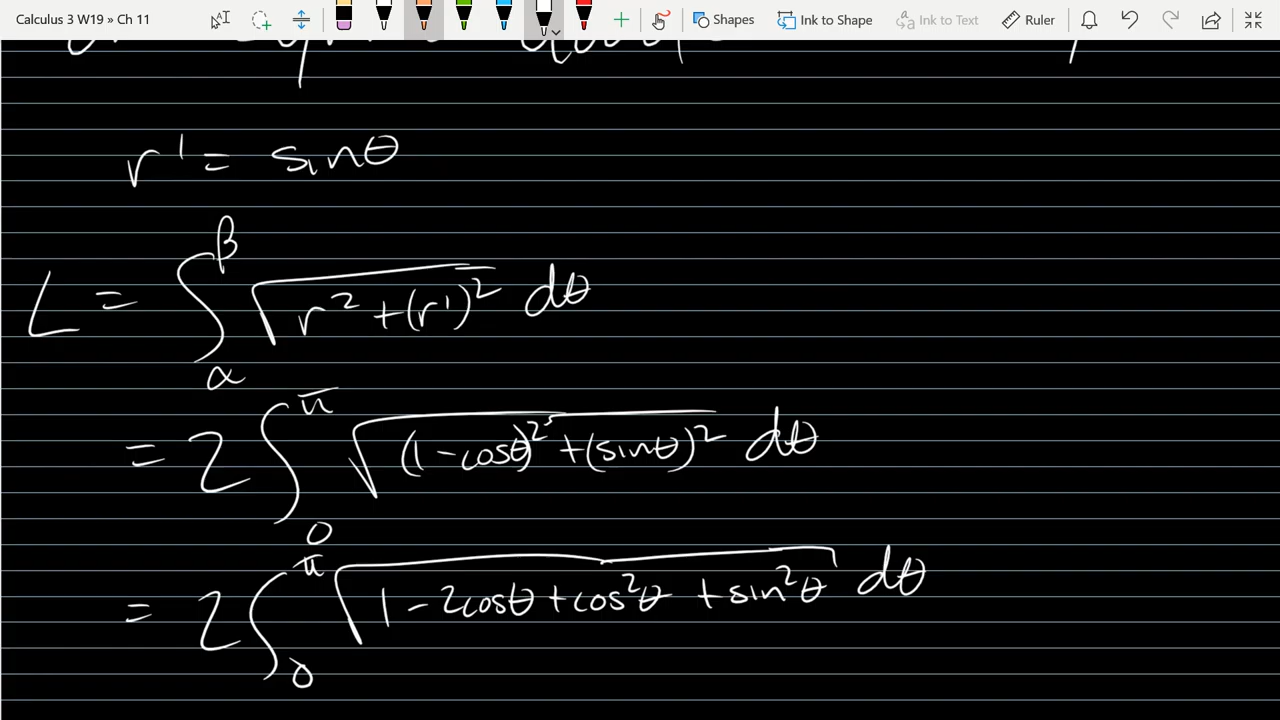 Calculus 3 W19 » Ch 11 Shapes Ink to Shape Ink to Text Ruler
r' = sinθ
L = ∫_α^β √(r² + (r')²) dθ
= 2 ∫_0^π √((1 - cosθ)² + (sinθ)²) dθ
= 2 ∫_0^π √(1 - 2cosθ + cos²θ + sin²θ) dθ